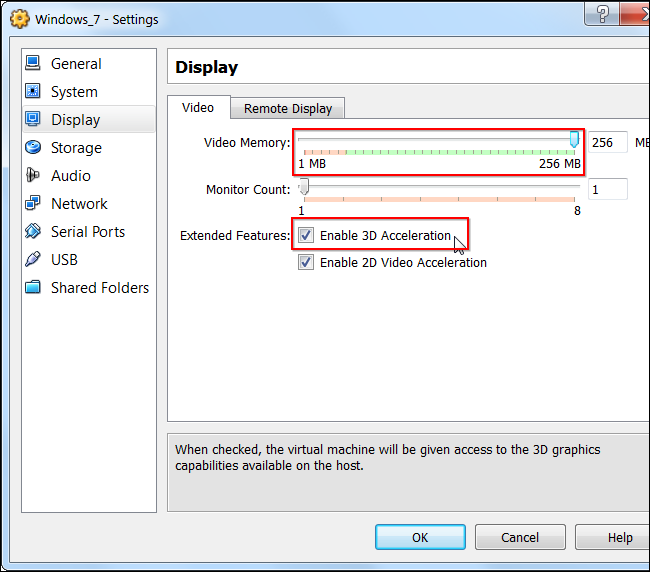 Windows_7 - Settings
?
General
System
Display
Storage
Audio
Network
Serial Ports
USB
Shared Folders
Display
Video
Remote Display
Video Memory:
256
1 MB
256 MB
Monitor Count:
1
1
8
Extended Features:
Enable 3D Acceleration
Enable 2D Video Acceleration
When checked, the virtual machine will be given access to the 3D graphics
capabilities available on the host.
OK
Cancel
Help